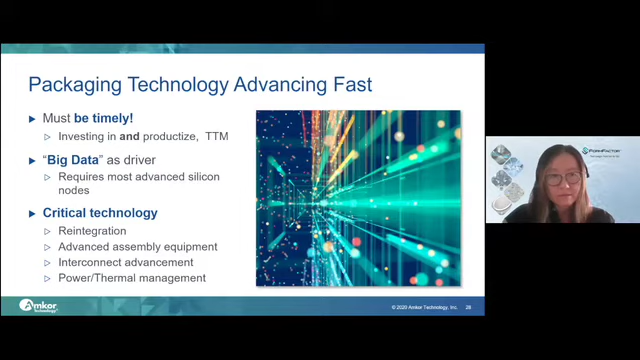 Packaging Technology Advancing Fast
Must be timely!
Investing in and productize, TTM
"Big Data" as driver
Requires most advanced silicon
nodes
Critical technology
Reintegration
Advanced assembly equipment
Interconnect advancement
Power/Thermal management
Amkor
Technology
© 2020 Amkor Technology, Inc.
28
FORMFACTOR